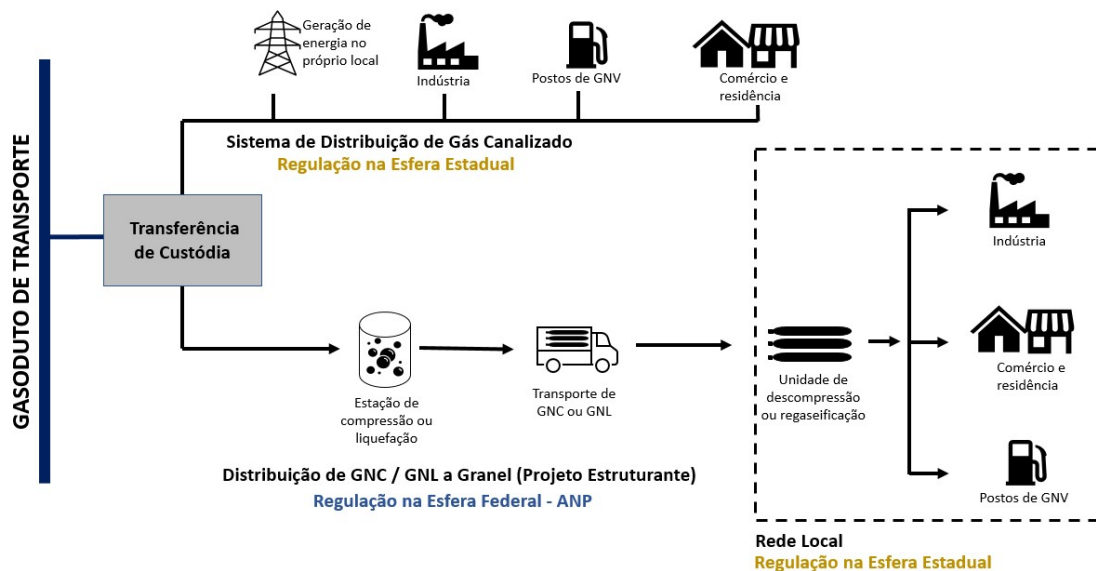 GASODUTO DE TRANSPORTE
Geração de
energia no
próprio local
Indústria
Postos de GNV
Comércio e
residência
Sistema de Distribuição de Gás Canalizado
Regulação na Esfera Estadual
Transferência
de Custódia
Estação de
compressão ou
liquefação
Transporte de
GNC ou GNL
Unidade de
descompressão
ou regaseificação
Indústria
Comércio e
residência
Postos de GNV
Distribuição de GNC / GNL a Granel (Projeto Estruturante)
Regulação na Esfera Federal - ANP
Rede Local
Regulação na Esfera Estadual